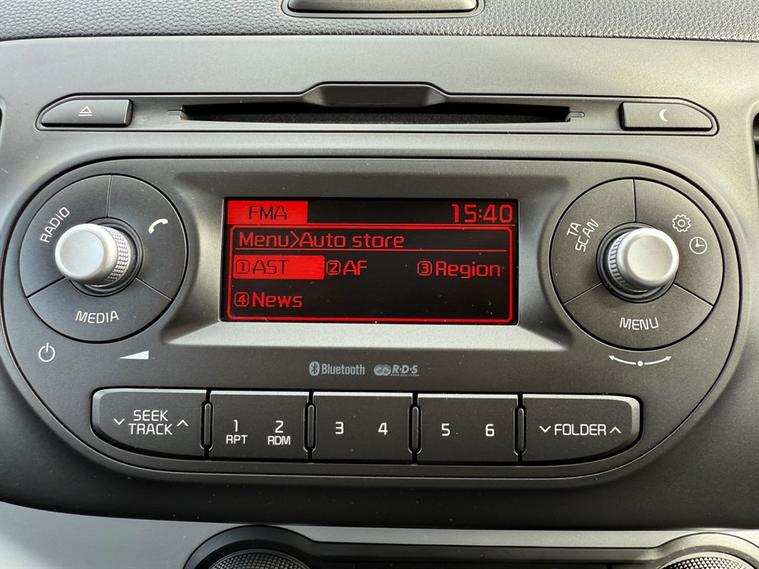 RADIO
MEDIA
FMA 15:40
Menu>Auto store
①AST ②AF ③Region
④News
TA
SCAN
MENU
Bluetooth R·D·S
SEEK
TRACK
1 2 3 4 5 6
RPT RDM
FOLDER